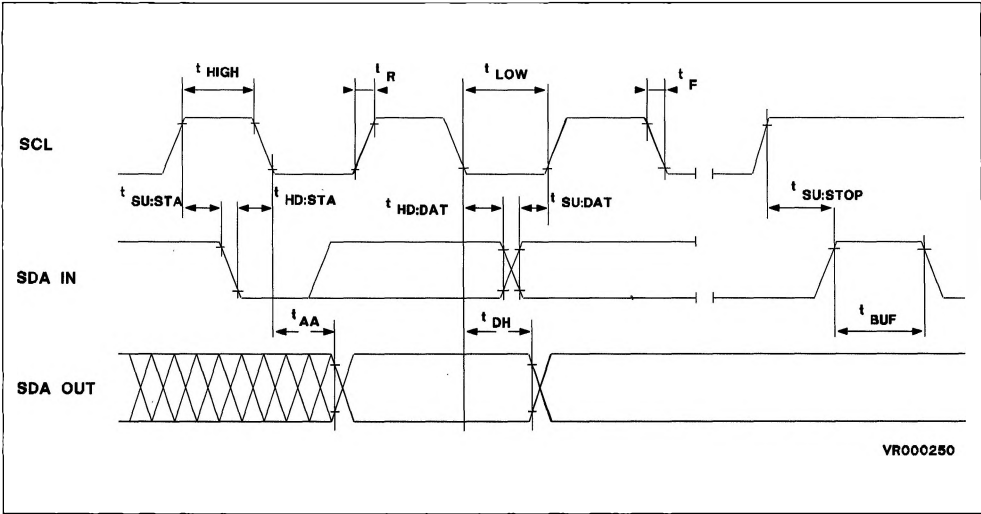 t HIGH
t R
t LOW
t F
SCL
t SU:STA
t HD:STA
t HD:DAT
t SU:DAT
t SU:STOP
SDA IN
t AA
t DH
t BUF
SDA OUT
VR000250